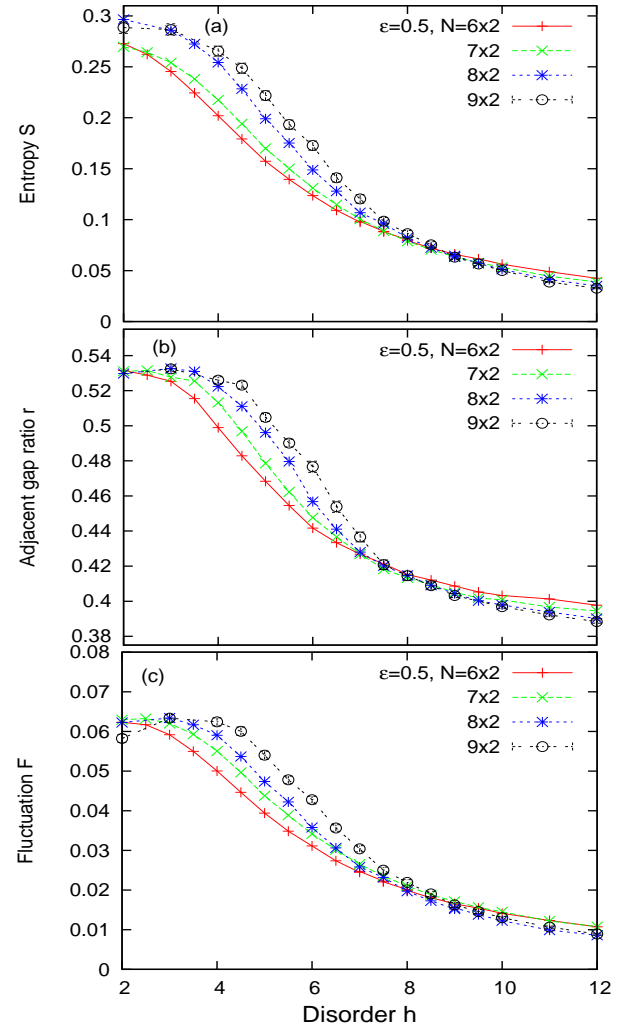 (a)
ε=0.5, N=6x2
7x2
8x2
9x2
Entropy S
0.3
0.25
0.2
0.15
0.1
0.05
0
(b)
ε=0.5, N=6x2
7x2
8x2
9x2
Adjacent gap ratio r
0.54
0.52
0.5
0.48
0.46
0.44
0.42
0.4
0.38
(c)
ε=0.5, N=6x2
7x2
8x2
9x2
Fluctuation F
0.08
0.07
0.06
0.05
0.04
0.03
0.02
0.01
0
2 4 6 8 10 12
Disorder h